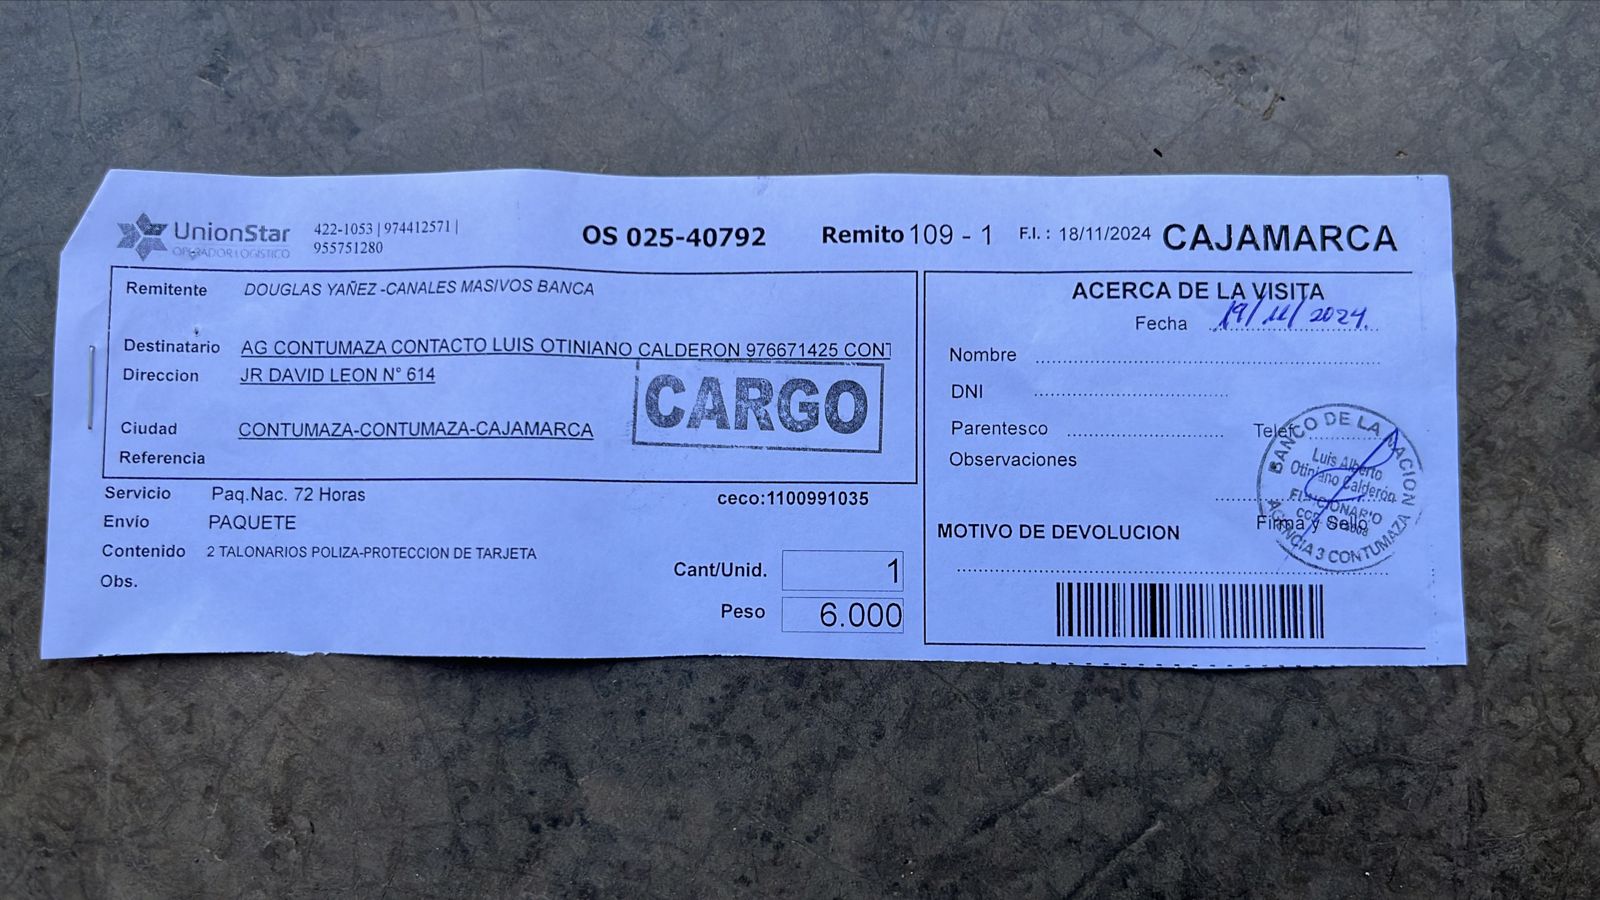 UnionStar
OPERADOR LOGISTICO
422-1053 | 974412571 |
955751280
OS 025-40792
Remito 109 - 1
F.I. : 18/11/2024
CAJAMARCA
Remitente DOUGLAS YAÑEZ -CANALES MASIVOS BANCA
Destinatario AG CONTUMAZA CONTACTO LUIS OTINIANO CALDERON 976671425 CONT
Direccion JR DAVID LEON N° 614
CARGO
Ciudad CONTUMAZA-CONTUMAZA-CAJAMARCA
Referencia
Servicio Paq.Nac. 72 Horas
ceco:1100991035
Envío PAQUETE
Contenido 2 TALONARIOS POLIZA-PROTECCION DE TARJETA
Obs.
Cant/Unid. 1
Peso 6.000
ACERCA DE LA VISITA
Fecha 19/11/2024.
Nombre
DNI
Parentesco
Observaciones
BANCO DE LA NACION
Luis Alberto
Otiniano Calderón
FUNCIONARIO
AGENCIA 3 CONTUMAZA
Firma y Sello
MOTIVO DE DEVOLUCION